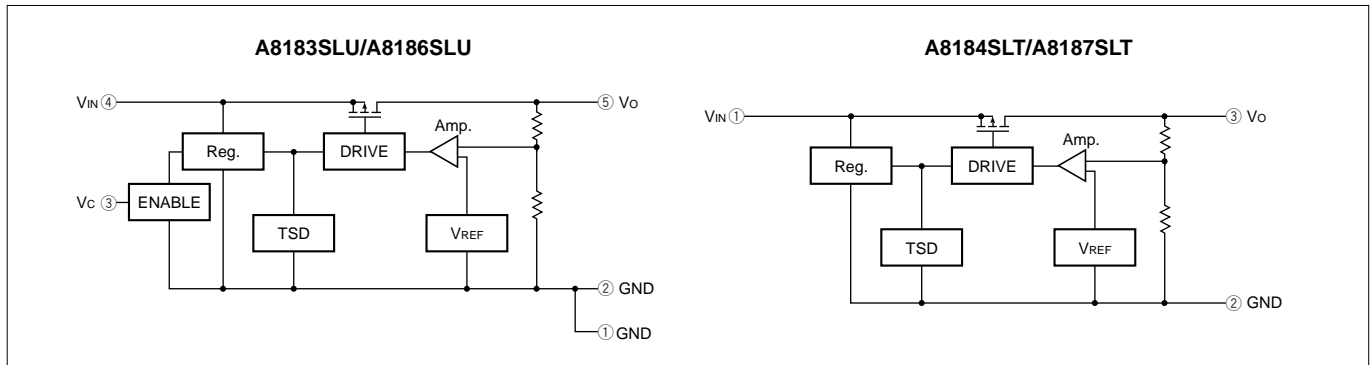 A8183SLU/A8186SLU
VIN ④
⑤ VO
Amp.
Reg.
DRIVE
VC ③
ENABLE
TSD
VREF
② GND
① GND
A8184SLT/A8187SLT
VIN ①
③ VO
Amp.
Reg.
DRIVE
TSD
VREF
② GND